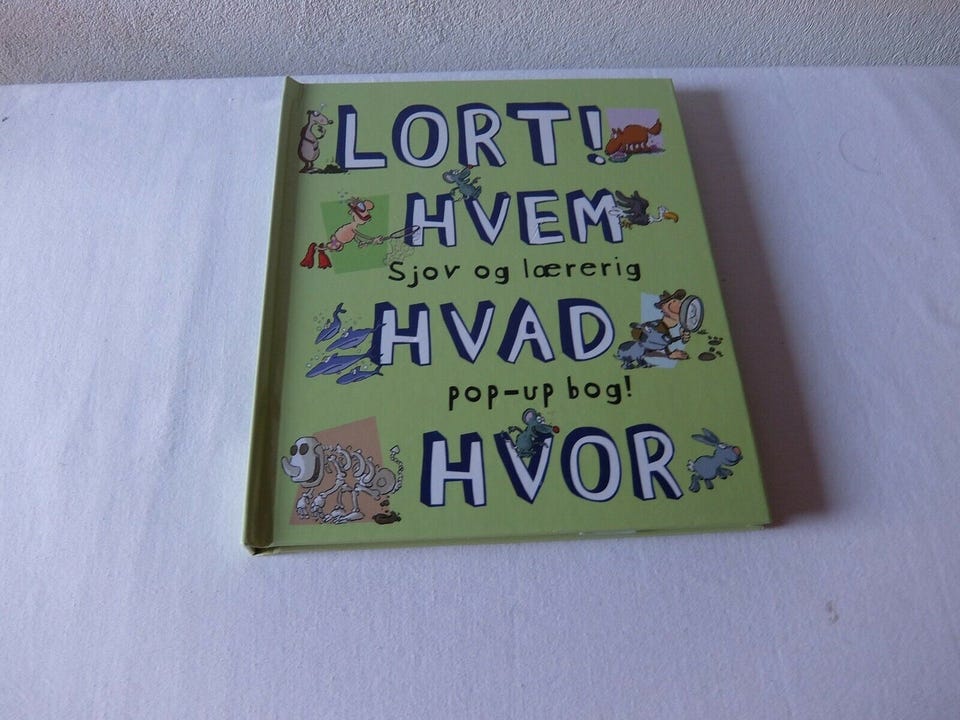 LORT!
HVEM
Sjov og lærerig
HVAD
pop-up bog!
HVOR